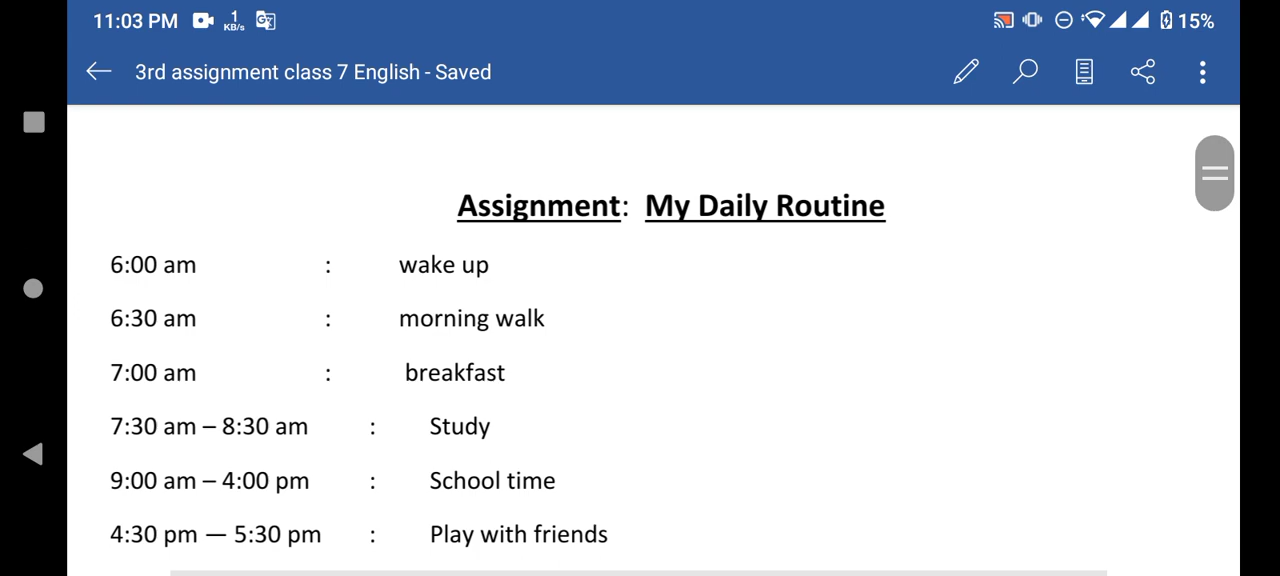 11:03 PM 1 KB/s 15%
3rd assignment class 7 English - Saved
Assignment: My Daily Routine
6:00 am : wake up
6:30 am : morning walk
7:00 am : breakfast
7:30 am – 8:30 am : Study
9:00 am – 4:00 pm : School time
4:30 pm — 5:30 pm : Play with friends